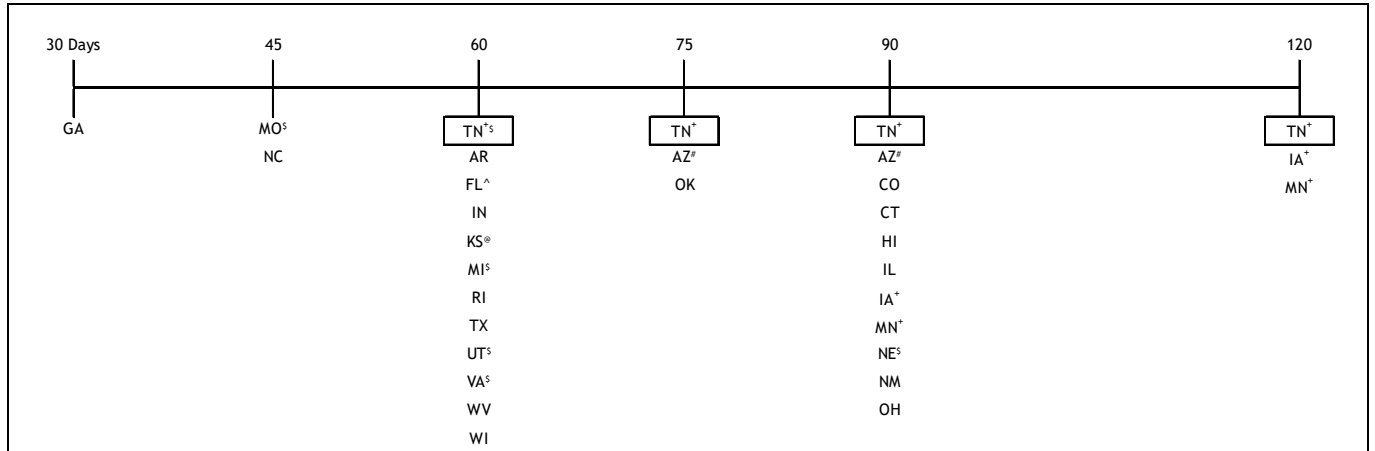 30 Days 45 60 75 90 120
GA MO$ TN+$ TN+ TN+ TN+
NC AR AZ# AZ# IA+
FL^ OK CO MN+
IN CT
KS@ HI
MI$ IL
RI IA+
TX MN+
UT$ NE$
VA$ NM
WV OH
WI